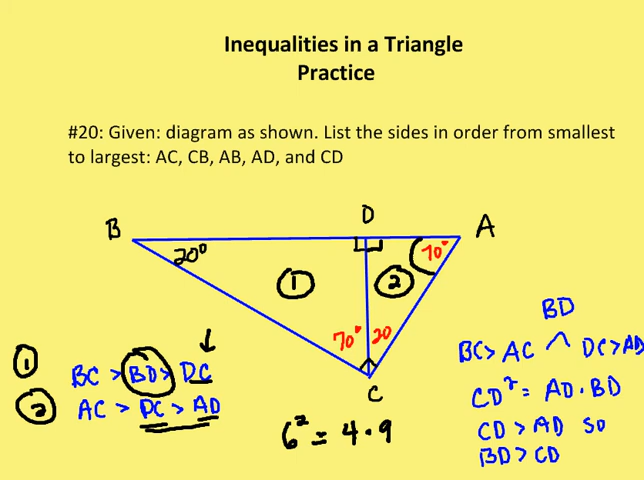 Inequalities in a Triangle
Practice
#20: Given: diagram as shown. List the sides in order from smallest
to largest: AC, CB, AB, AD, and CD
B
D
A
20°
70°
1
2
70°
20
C
1
BC > BD > DC
2
AC > DC > AD
6² = 4 · 9
BD
BC > AC ^ DC > AD
CD² = AD · BD
CD > AD so
BD > CD